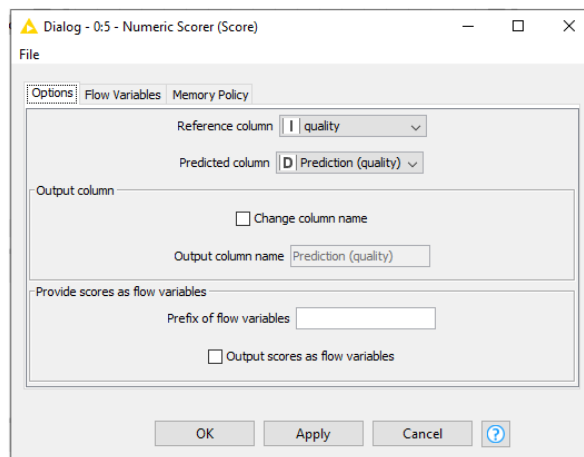 Dialog - 0:5 - Numeric Scorer (Score)
File
Options Flow Variables Memory Policy
Reference column I quality
Predicted column D Prediction (quality)
Output column
Change column name
Output column name Prediction (quality)
Provide scores as flow variables
Prefix of flow variables
Output scores as flow variables
OK Apply Cancel ?